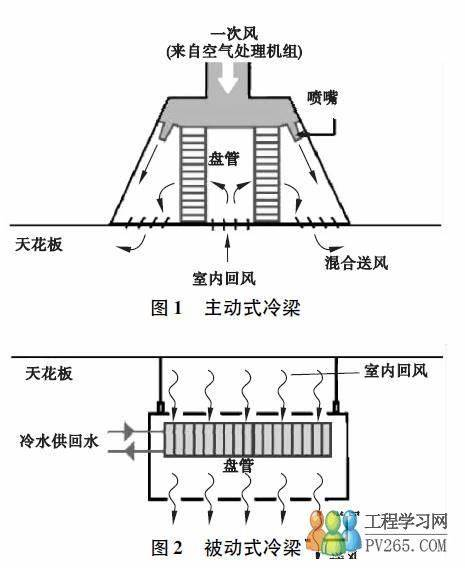 一次风
(来自空气处理机组)
喷嘴
盘管
天花板
室内回风
混合送风
图 1 主动式冷梁
天花板
室内回风
冷水供回水
盘管
图 2 被动式冷梁
工程学习网
PV265.COM